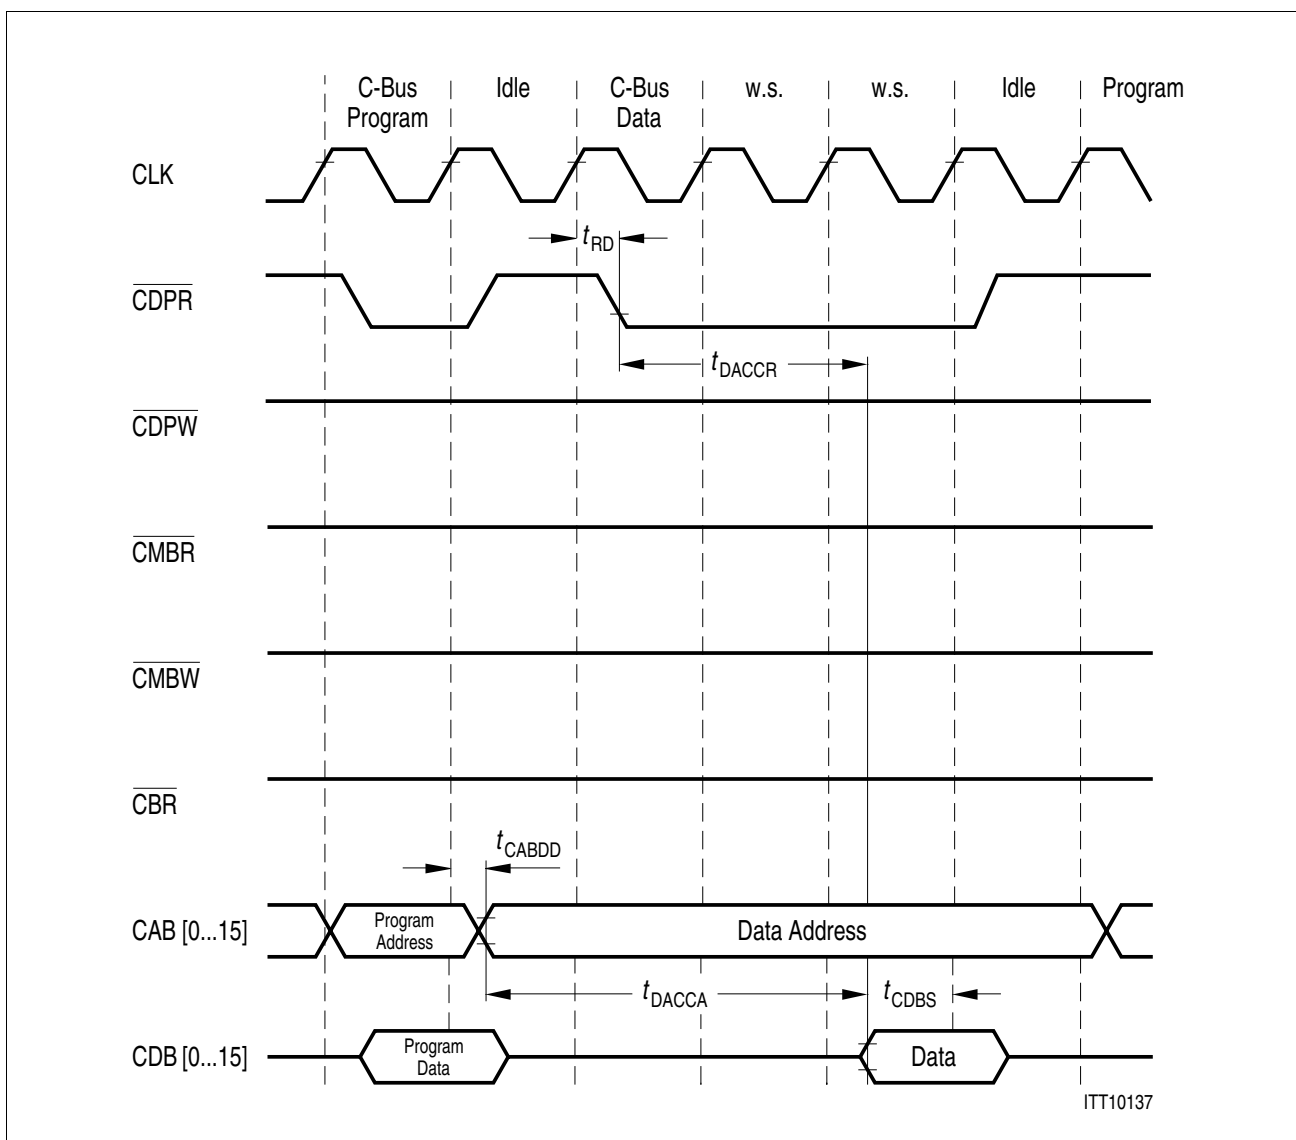 C-Bus Program Idle C-Bus Data w.s. w.s. Idle Program
CLK
tRD
CDPR
tDACCR
CDPW
CMBR
CMBW
CBR
tCABDD
CAB [0...15] Program Address Data Address
tDACCA tCDBS
CDB [0...15] Program Data Data
ITT10137